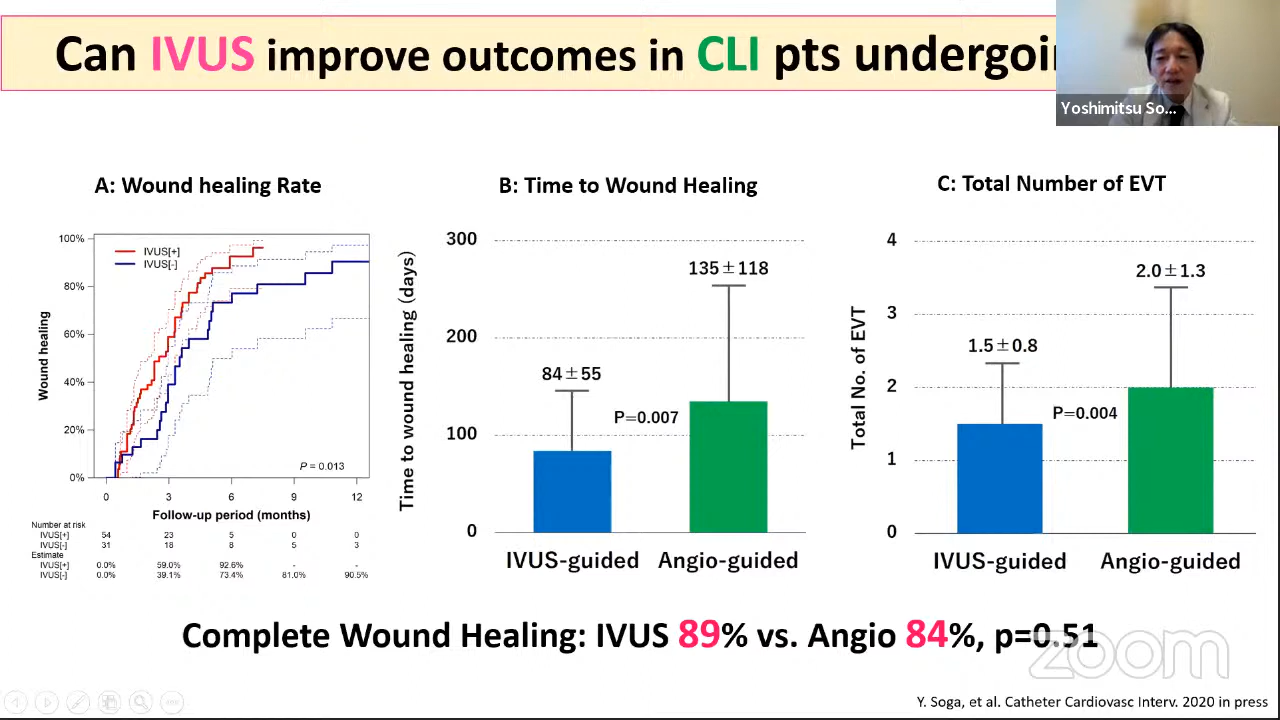 Can IVUS improve outcomes in CLI pts undergoin
Yoshimitsu So...
A: Wound healing Rate
100%
80%
60%
40%
20%
0%
Wound healing
IVUS[+]
IVUS[-]
P = 0.013
0 3 6 9 12
Follow-up period (months)
Number at risk
IVUS[+] 54 23 5 0 0
IVUS[-] 31 18 8 5 3
Estimate
IVUS[+] 0.0% 59.0% 92.6% - -
IVUS[-] 0.0% 39.1% 73.4% 81.0% 90.5%
B: Time to Wound Healing
Time to wound healing (days)
300
200
100
0
84±55
P=0.007
135±118
IVUS-guided Angio-guided
C: Total Number of EVT
Total No. of EVT
4
3
2
1
0
1.5±0.8
P=0.004
2.0±1.3
IVUS-guided Angio-guided
Complete Wound Healing: IVUS 89% vs. Angio 84%, p=0.51
zoom
Y. Soga, et al. Catheter Cardiovasc Interv. 2020 in press